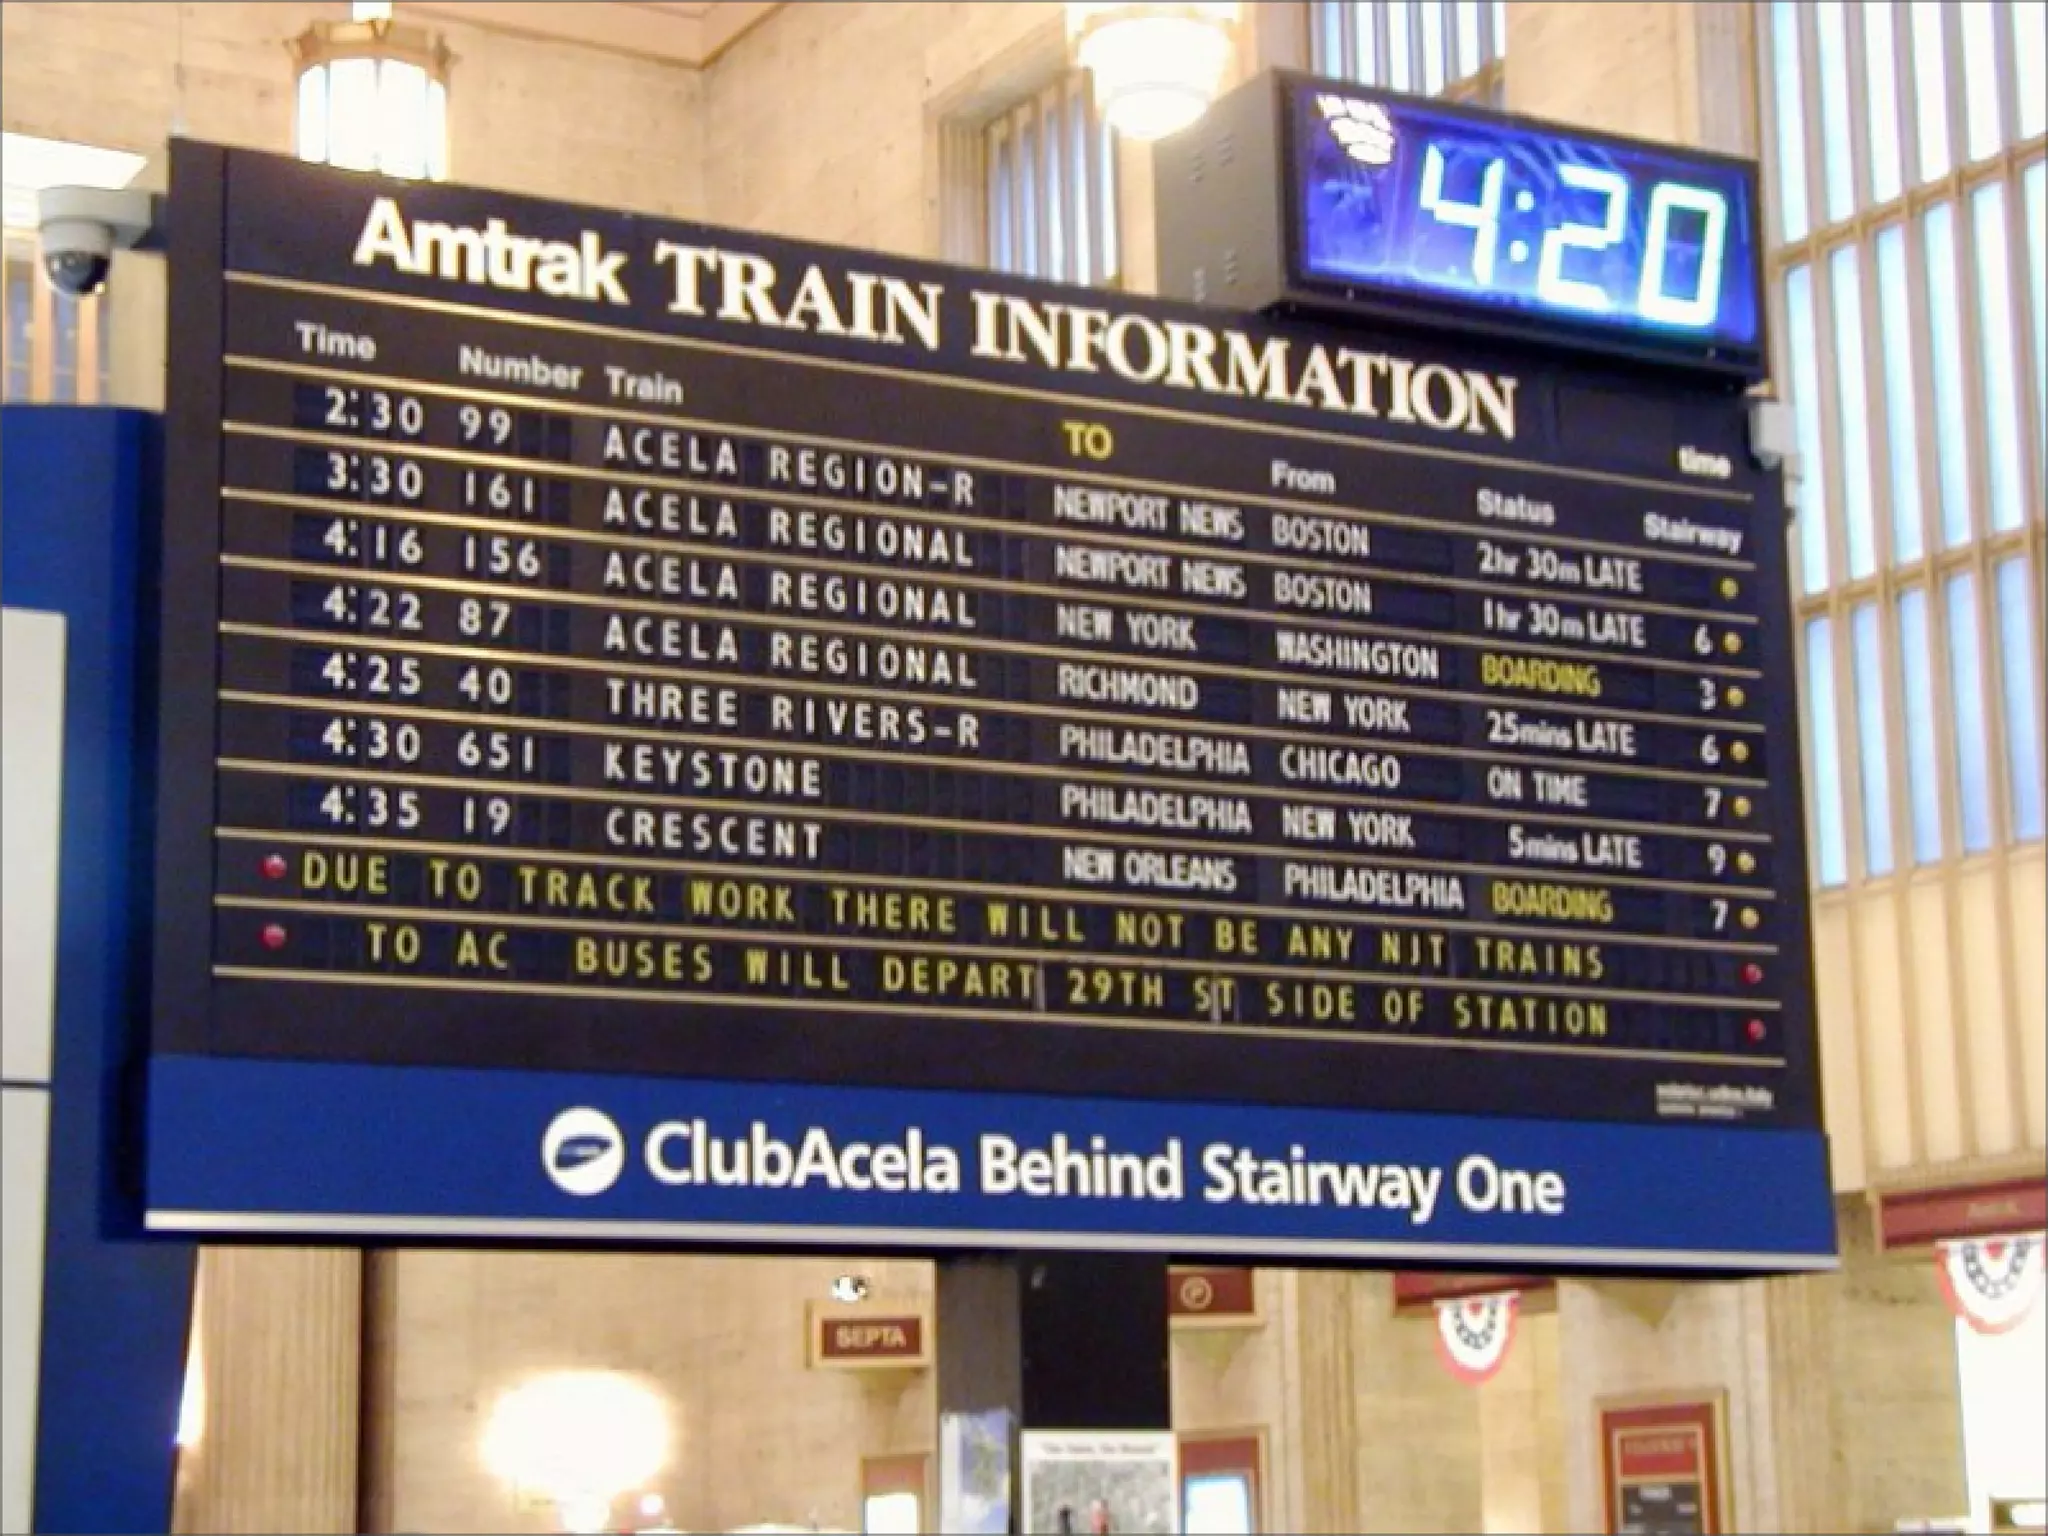 4:20
Amtrak TRAIN INFORMATION
Time Number Train TO From Status time Stairway
2:30 99 ACELA REGION-R NEWPORT NEWS BOSTON 2hr 30m LATE
3:30 161 ACELA REGIONAL NEWPORT NEWS BOSTON 1hr 30m LATE 6
4:16 156 ACELA REGIONAL NEW YORK WASHINGTON BOARDING 3
4:22 87 ACELA REGIONAL RICHMOND NEW YORK 25mins LATE 6
4:25 40 THREE RIVERS-R PHILADELPHIA CHICAGO ON TIME 7
4:30 651 KEYSTONE PHILADELPHIA NEW YORK 5mins LATE 9
4:35 19 CRESCENT NEW ORLEANS PHILADELPHIA BOARDING 7
DUE TO TRACK WORK THERE WILL NOT BE ANY NJT TRAINS
TO AC BUSES WILL DEPART 29TH ST SIDE OF STATION
ClubAcela Behind Stairway One
SEPTA